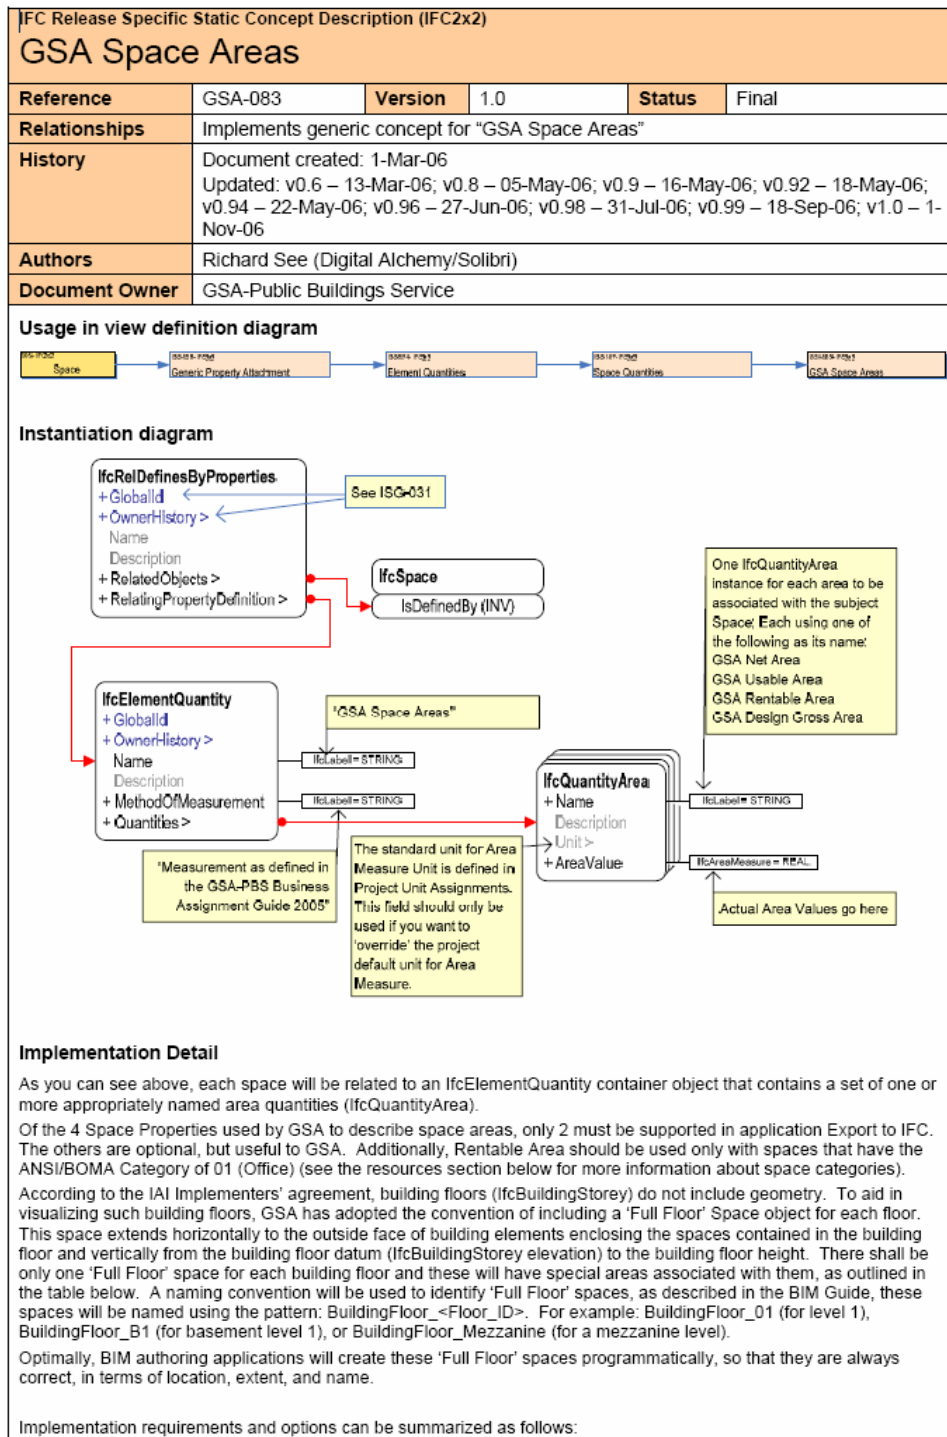 IFC Release Specific Static Concept Description (IFC2x2)
GSA Space Areas
Reference GSA-083 Version 1.0 Status Final
Relationships Implements generic concept for “GSA Space Areas”
History Document created: 1-Mar-06
Updated: v0.6 – 13-Mar-06; v0.8 – 05-May-06; v0.9 – 16-May-06; v0.92 – 18-May-06;
v0.94 – 22-May-06; v0.96 – 27-Jun-06; v0.98 – 31-Jul-06; v0.99 – 18-Sep-06; v1.0 – 1-
Nov-06
Authors Richard See (Digital Alchemy/Solibri)
Document Owner GSA-Public Buildings Service
Usage in view definition diagram
Space
Generic Property Attachment
Element Quantities
Space Quantities
GSA Space Areas
Instantiation diagram
IfcRelDefinesByProperties
+ GlobalId
+ OwnerHistory >
Name
Description
+ RelatedObjects >
+ RelatingPropertyDefinition >
See ISG-031
IfcSpace
IsDefinedBy (INV)
One IfcQuantityArea
instance for each area to be
associated with the subject
Space; Each using one of
the following as its name:
GSA Net Area
GSA Usable Area
GSA Rentable Area
GSA Design Gross Area
IfcElementQuantity
+ GlobalId
+ OwnerHistory >
Name
Description
+ MethodOfMeasurement
+ Quantities >
"GSA Space Areas"
IfcLabel = STRING
IfcLabel = STRING
IfcQuantityArea
+ Name
Description
Unit >
+ AreaValue
IfcLabel = STRING
IfcAreaMeasure = REAL
"Measurement as defined in
the GSA-PBS Business
Assignment Guide 2005"
The standard unit for Area
Measure Unit is defined in
Project Unit Assignments.
This field should only be
used if you want to
'override' the project
default unit for Area
Measure.
Actual Area Values go here
Implementation Detail
As you can see above, each space will be related to an IfcElementQuantity container object that contains a set of one or
more appropriately named area quantities (IfcQuantityArea).
Of the 4 Space Properties used by GSA to describe space areas, only 2 must be supported in application Export to IFC.
The others are optional, but useful to GSA. Additionally, Rentable Area should be used only with spaces that have the
ANSI/BOMA Category of 01 (Office) (see the resources section below for more information about space categories).
According to the IAI Implementers’ agreement, building floors (IfcBuildingStorey) do not include geometry. To aid in
visualizing such building floors, GSA has adopted the convention of including a ‘Full Floor’ Space object for each floor.
This space extends horizontally to the outside face of building elements enclosing the spaces contained in the building
floor and vertically from the building floor datum (IfcBuildingStorey elevation) to the building floor height. There shall be
only one ‘Full Floor’ space for each building floor and these will have special areas associated with them, as outlined in
the table below. A naming convention will be used to identify ‘Full Floor’ spaces, as described in the BIM Guide, these
spaces will be named using the pattern: BuildingFloor_<Floor_ID>. For example: BuildingFloor_01 (for level 1),
BuildingFloor_B1 (for basement level 1), or BuildingFloor_Mezzanine (for a mezzanine level).
Optimally, BIM authoring applications will create these ‘Full Floor’ spaces programmatically, so that they are always
correct, in terms of location, extent, and name.
Implementation requirements and options can be summarized as follows: